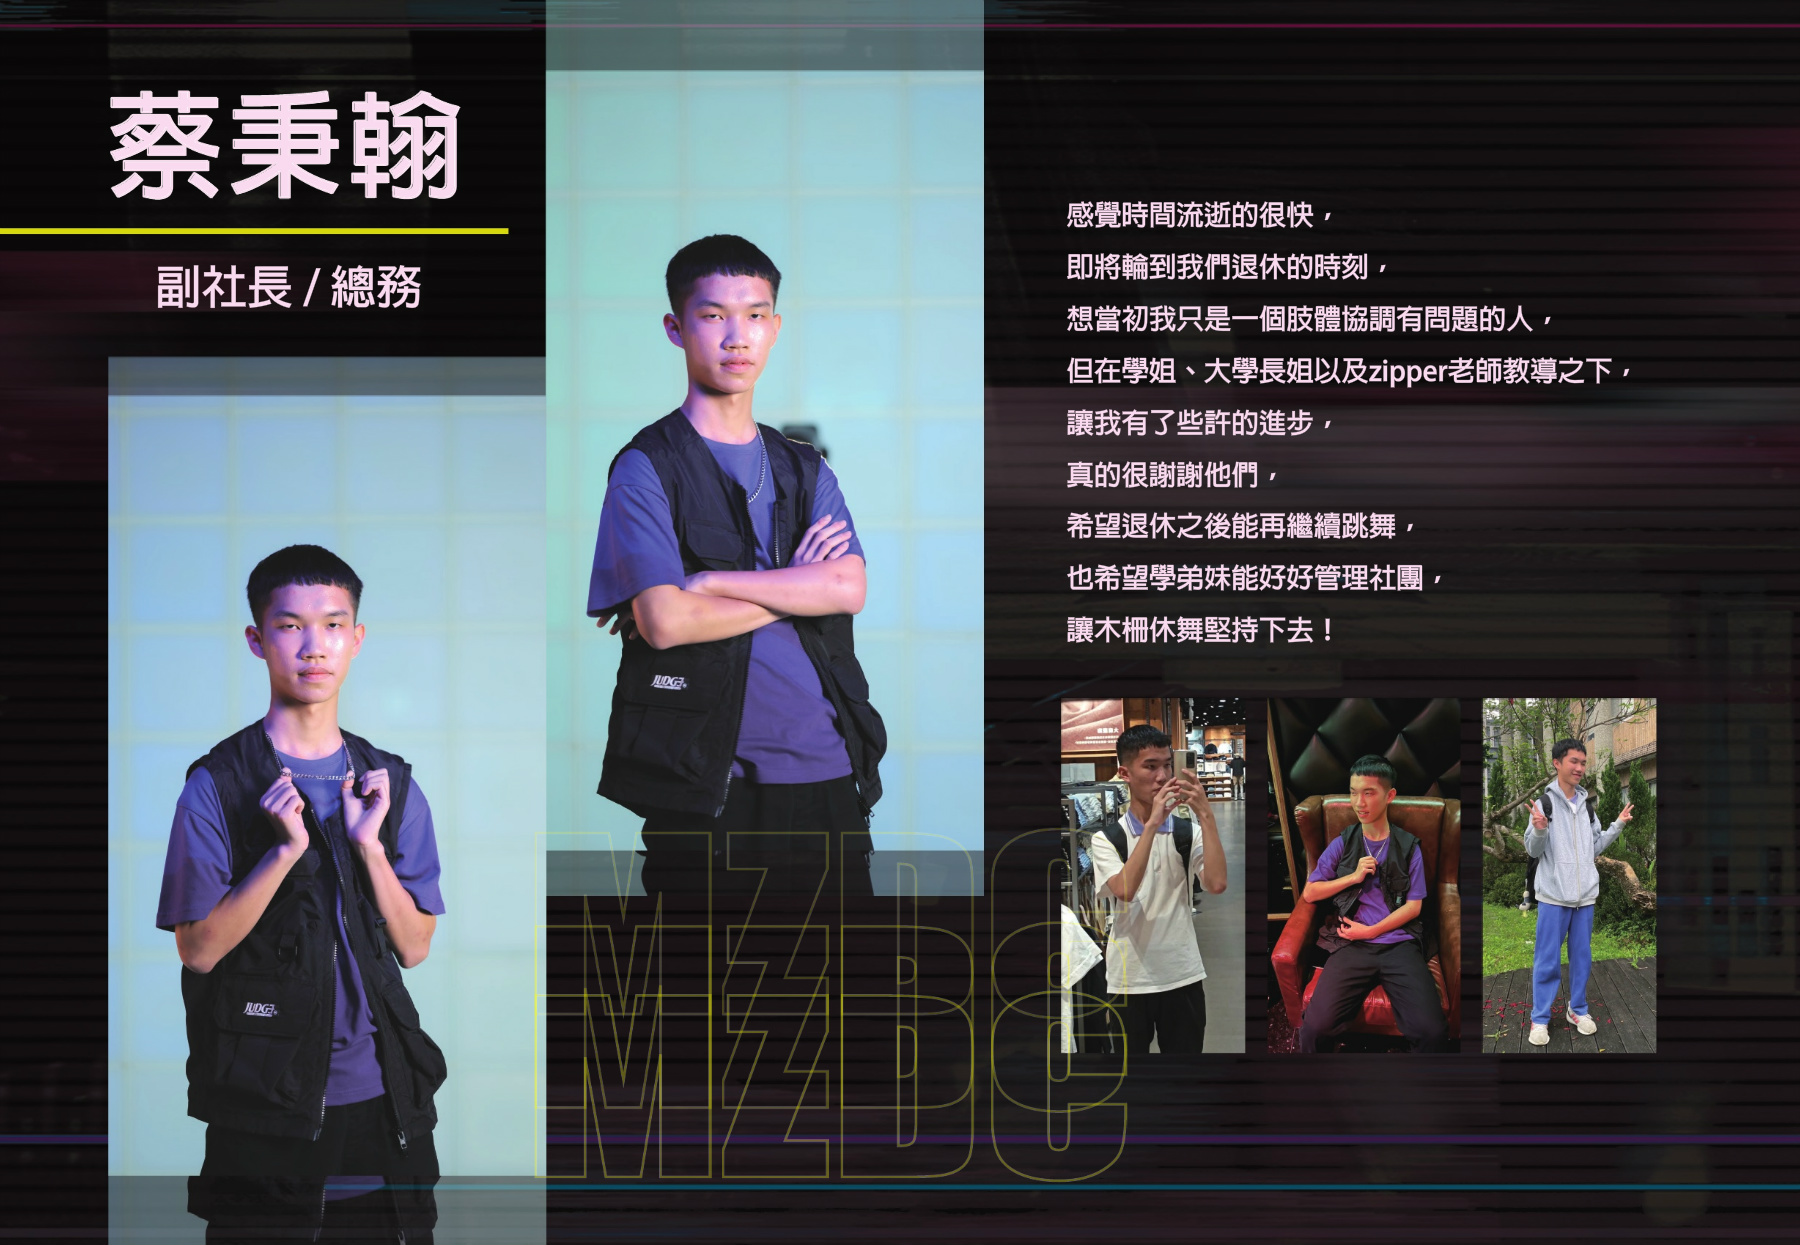 蔡秉翰
副社長 / 總務
感覺時間流逝的很快，
即將輪到我們退休的時刻，
想當初我只是一個肢體協調有問題的人，
但在學姐、大學長姐以及zipper老師教導之下，
讓我有了些許的進步，
真的很謝謝他們，
希望退休之後能再繼續跳舞，
也希望學弟妹能好好管理社團，
讓木柵休舞堅持下去！
JUDGE
JUDGE
MZBC
MZBC